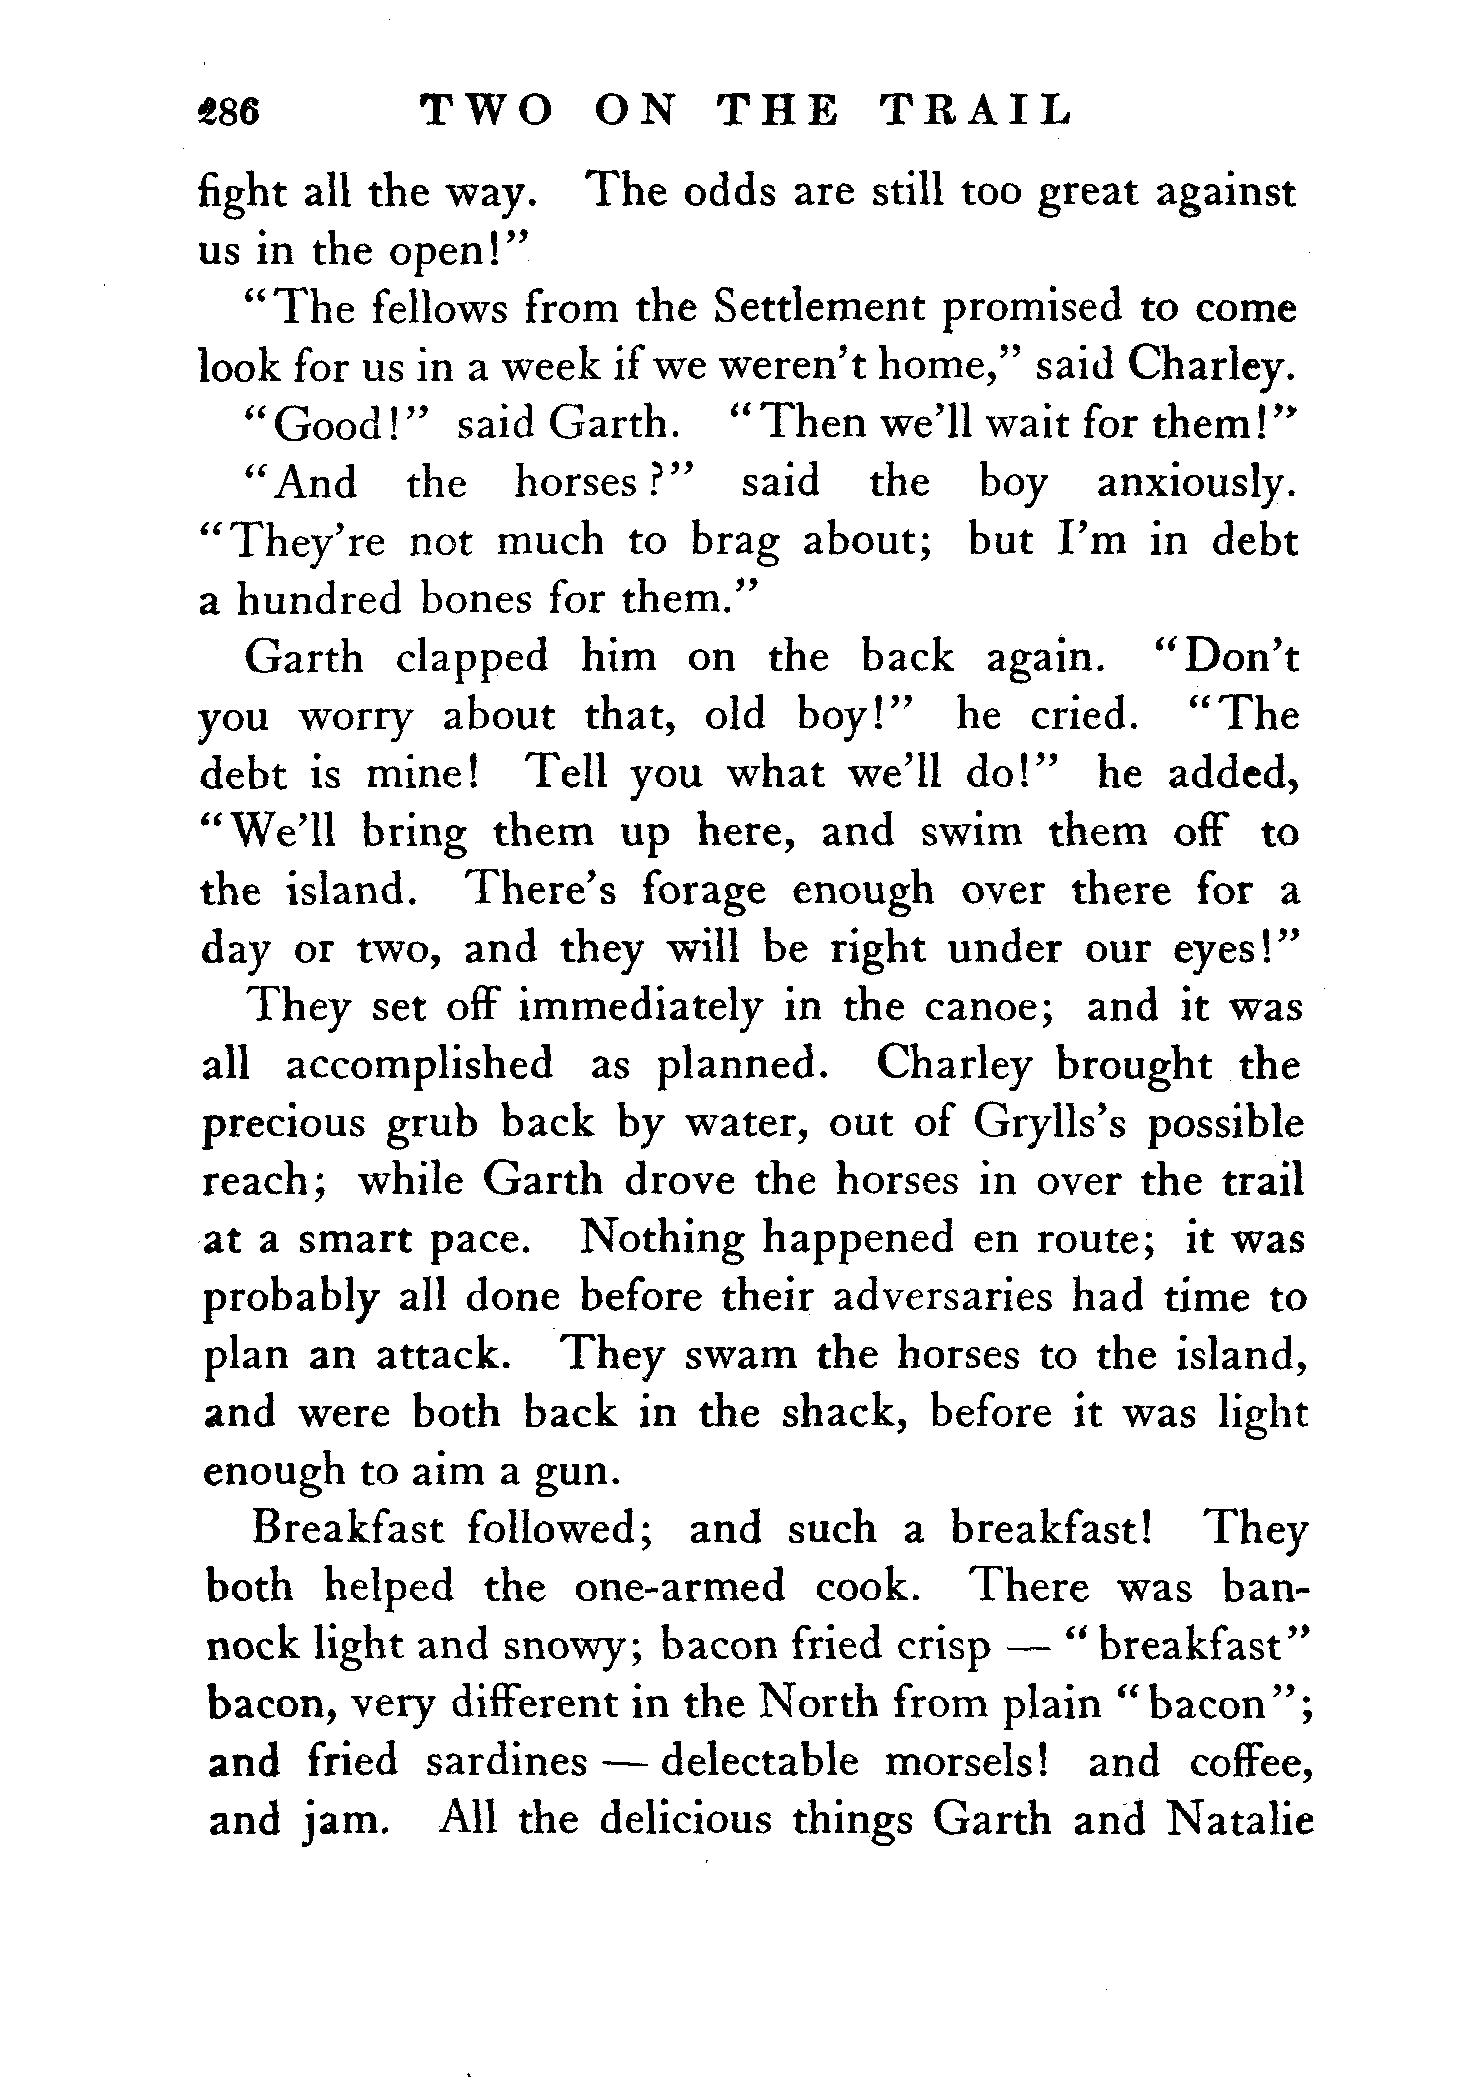 286 TWO ON THE TRAIL
fight all the way. The odds are still too great against
us in the open!”
“The fellows from the Settlement promised to come
look for us in a week if we weren’t home,” said Charley.
“Good!” said Garth. “Then we’ll wait for them!”
“And the horses?” said the boy anxiously.
“They’re not much to brag about; but I’m in debt
a hundred bones for them.”
Garth clapped him on the back again. “Don’t
you worry about that, old boy!” he cried. “The
debt is mine! Tell you what we’ll do!” he added,
“We’ll bring them up here, and swim them off to
the island. There’s forage enough over there for a
day or two, and they will be right under our eyes!”
They set off immediately in the canoe; and it was
all accomplished as planned. Charley brought the
precious grub back by water, out of Grylls’s possible
reach; while Garth drove the horses in over the trail
at a smart pace. Nothing happened en route; it was
probably all done before their adversaries had time to
plan an attack. They swam the horses to the island,
and were both back in the shack, before it was light
enough to aim a gun.
Breakfast followed; and such a breakfast! They
both helped the one-armed cook. There was ban-
nock light and snowy; bacon fried crisp — “breakfast”
bacon, very different in the North from plain “bacon”;
and fried sardines — delectable morsels! and coffee,
and jam. All the delicious things Garth and Natalie